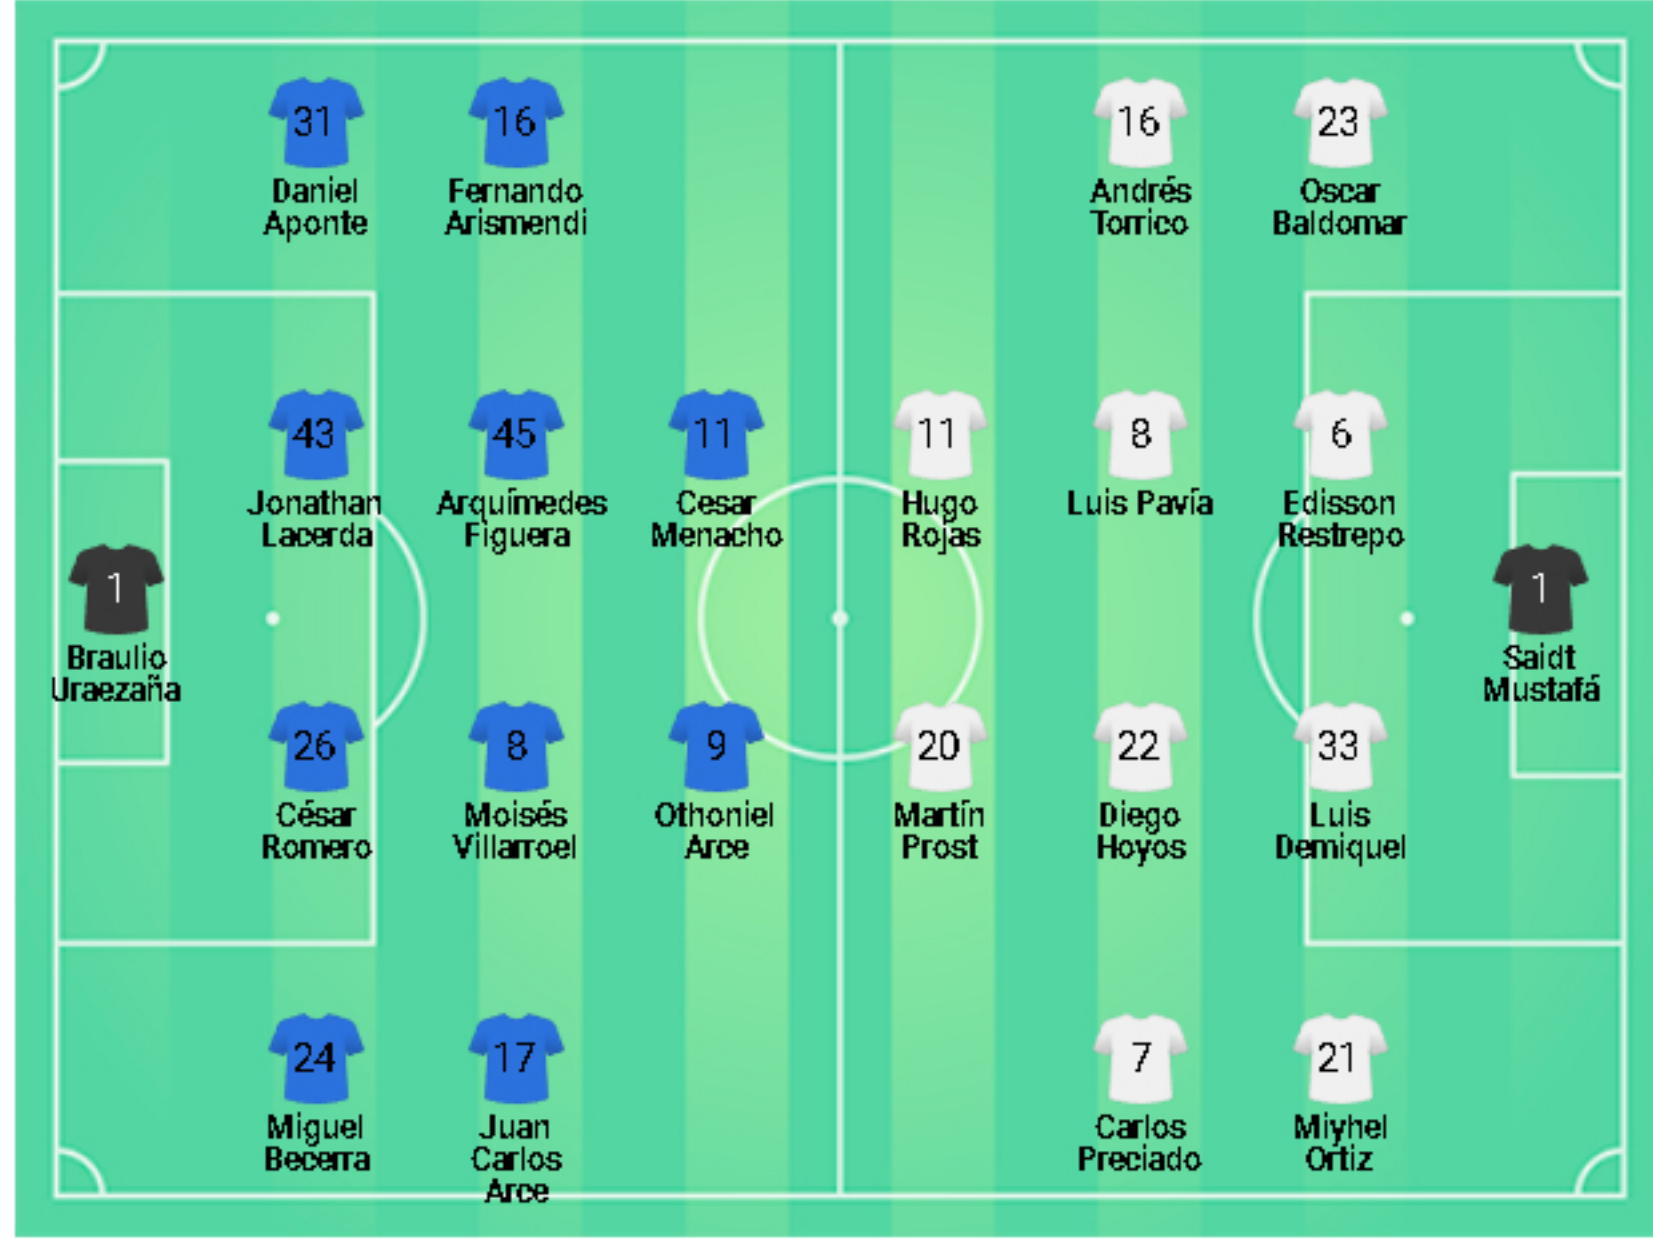 31
Daniel
Aponte
16
Fernando
Arismendi
16
Andrés
Torrico
23
Oscar
Baldomar
43
Jonathan
Lacerda
45
Arquímedes
Figuera
11
Cesar
Menacho
11
Hugo
Rojas
8
Luis Pavía
6
Edisson
Restrepo
1
Braulio
Uraezaña
1
Saidt
Mustafá
26
César
Romero
8
Moisés
Villarroel
9
Othoniel
Arce
20
Martín
Prost
22
Diego
Hoyos
33
Luis
Demiquel
24
Miguel
Becerra
17
Juan
Carlos
Arce
7
Carlos
Preciado
21
Miyhel
Ortiz